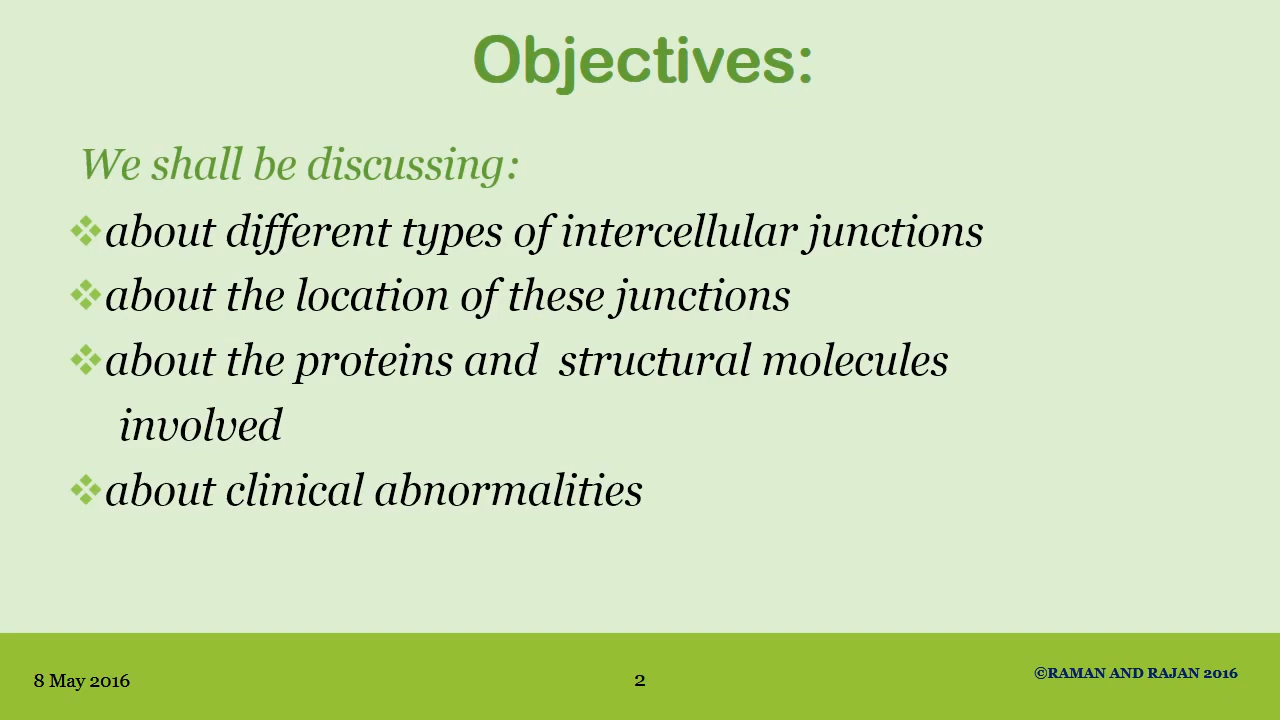 Objectives:
We shall be discussing:
❖about different types of intercellular junctions
❖about the location of these junctions
❖about the proteins and  structural molecules
involved
❖about clinical abnormalities
8 May 2016
2
©RAMAN AND RAJAN 2016